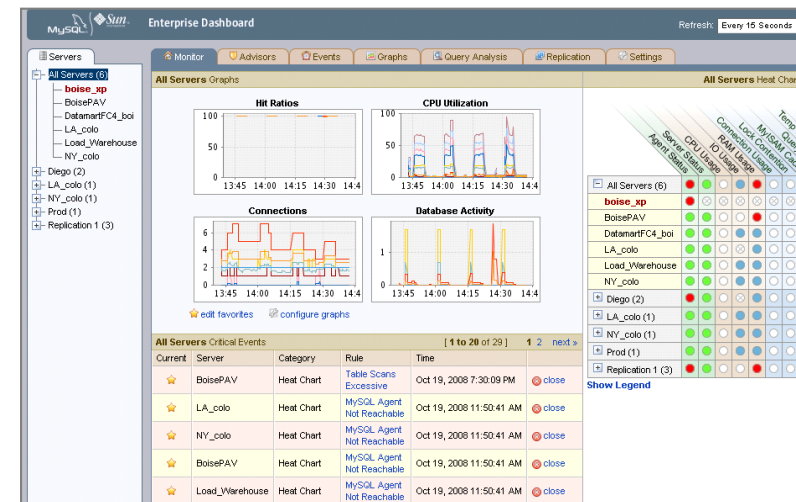 MySQL Sun Enterprise Dashboard Refresh: Every 15 Seconds
Servers Monitor Advisors Events Graphs Query Analysis Replication Settings
All Servers (6)
boise_xp
BoisePAV
DatamartFC4_boi
LA_colo
Load_Warehouse
NY_colo
Diego (2)
LA_colo (1)
NY_colo (1)
Prod (1)
Replication 1 (3)
All Servers Graphs
Hit Ratios
100
50
0
13:45 14:00 14:15 14:30 14:4
CPU Utilization
100
50
0
13:45 14:00 14:15 14:30 14:4
Connections
6
4
2
0
13:45 14:00 14:15 14:30 14:4
Database Activity
1
0
13:45 14:00 14:15 14:30 14:4
edit favorites configure graphs
All Servers Critical Events [ 1 to 20 of 29 ] 1 2 next »
Current Server Category Rule Time
BoisePAV Heat Chart Table Scans Oct 19, 2008 7:30:09 PM close
Excessive
LA_colo Heat Chart MySQL Agent Oct 19, 2008 11:50:41 AM close
Not Reachable
NY_colo Heat Chart MySQL Agent Oct 19, 2008 11:50:41 AM close
Not Reachable
BoisePAV Heat Chart MySQL Agent Oct 19, 2008 11:50:41 AM close
Not Reachable
Load_Warehouse Heat Chart MySQL Agent Oct 19, 2008 11:50:41 AM close
Not Reachable
All Servers Heat Char
Agent Status
Server Status
CPU Usage
IO Usage
RAM Usage
Connection Usage
Lock Contention
MyISAM Cac
Temp
All Servers (6)
boise_xp
BoisePAV
DatamartFC4_boi
LA_colo
Load_Warehouse
NY_colo
Diego (2)
LA_colo (1)
NY_colo (1)
Prod (1)
Replication 1 (3)
Show Legend